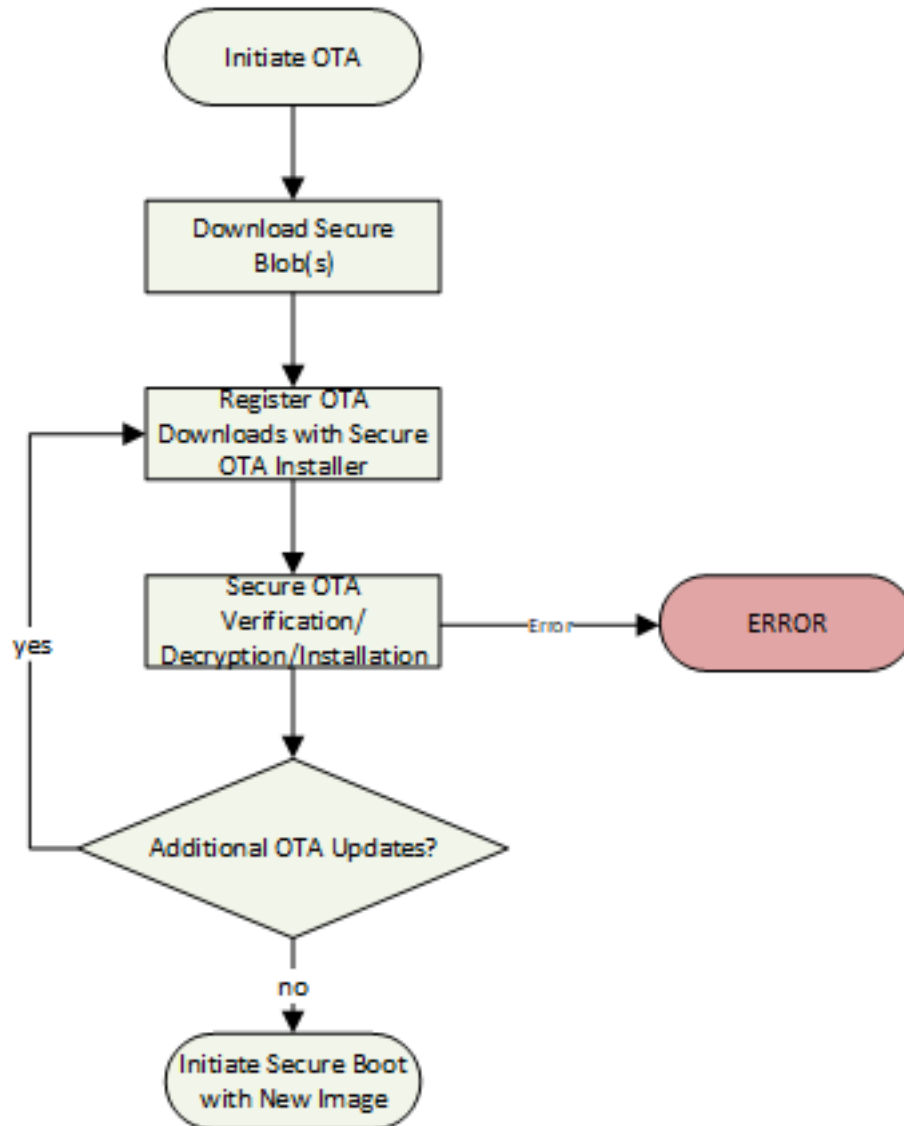 Initiate OTA
Download Secure
Blob(s)
Register OTA
Downloads with Secure
OTA Installer
Secure OTA
Verification/
Decryption/Installation
Error
ERROR
yes
Additional OTA Updates?
no
Initiate Secure Boot
with New Image